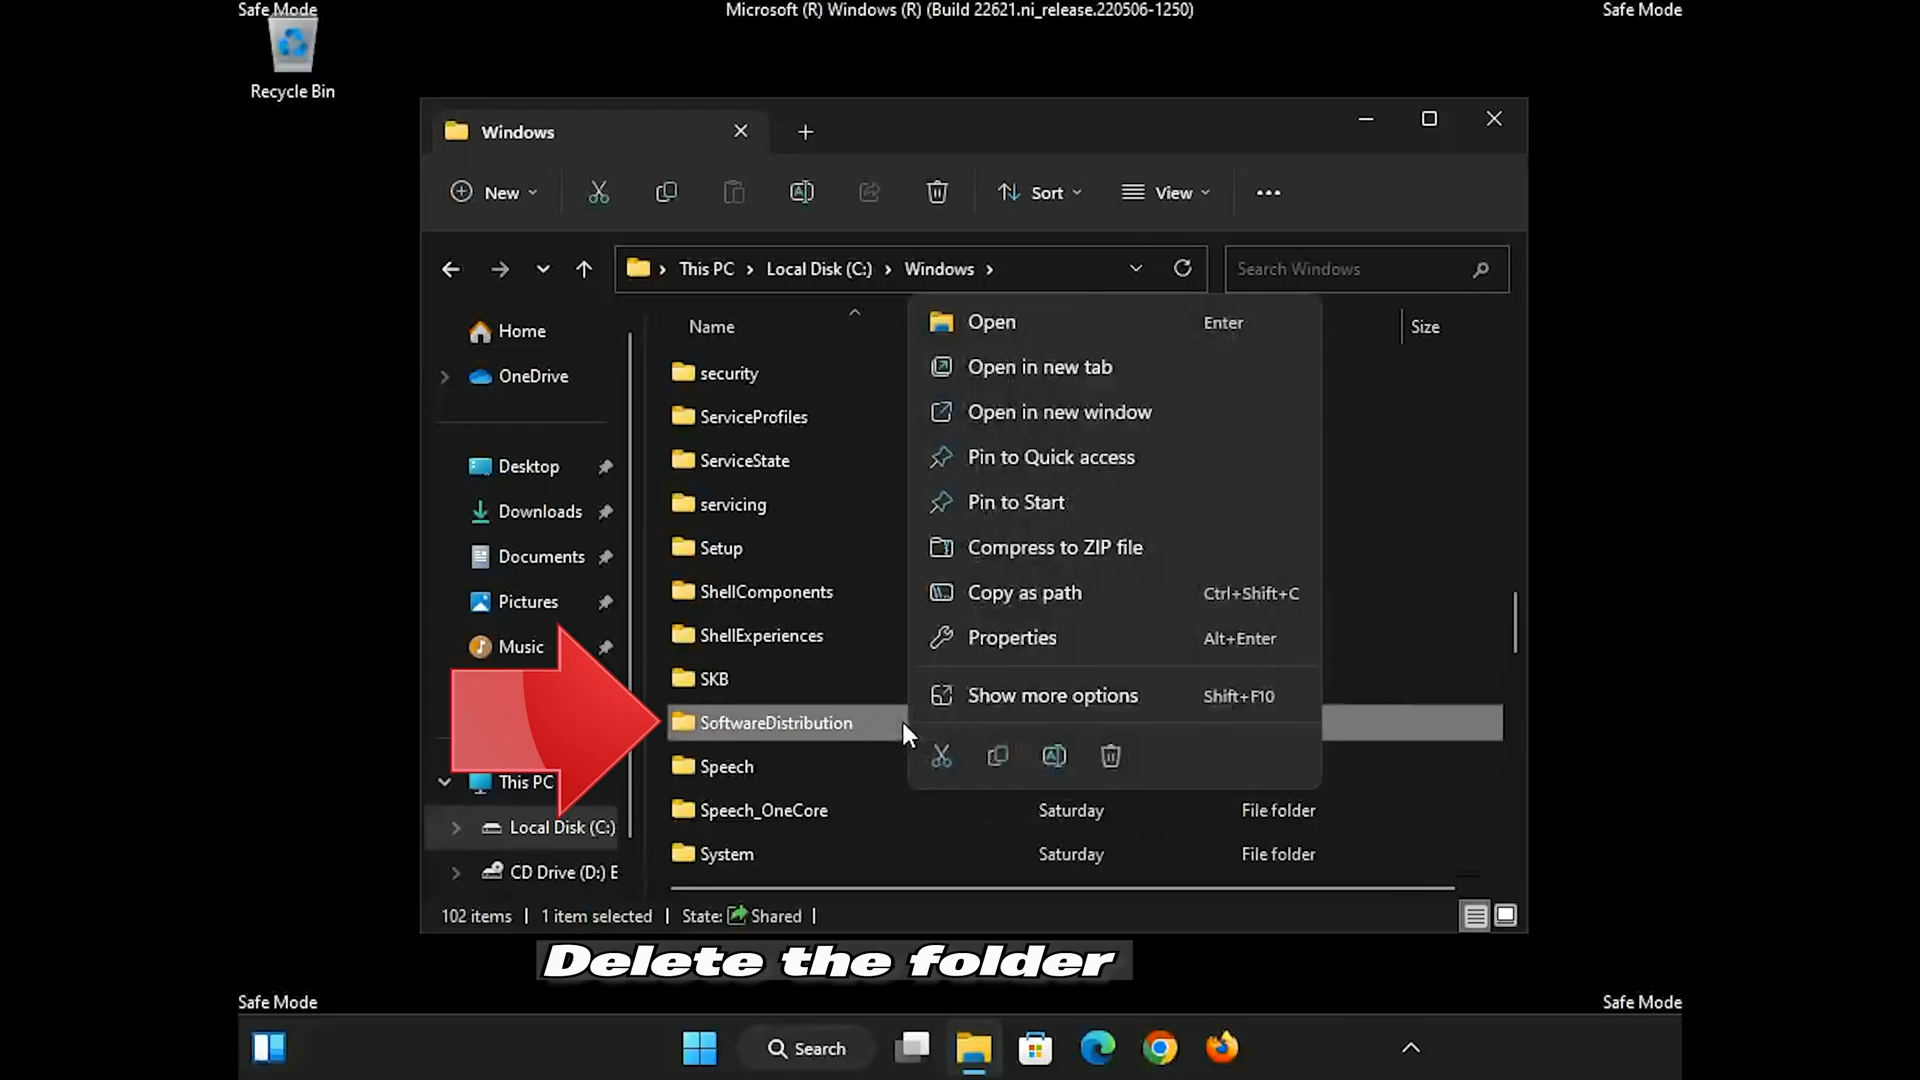 Safe Mode
Microsoft (R) Windows (R) (Build 22621.ni_release.220506-1250)
Safe Mode
Recycle Bin
Windows
New
Sort
View
This PC
Local Disk (C:)
Windows
Search Windows
Home
OneDrive
Desktop
Downloads
Documents
Pictures
Music
This PC
Local Disk (C:)
CD Drive (D:) E
Name
Size
security
ServiceProfiles
ServiceState
servicing
Setup
ShellComponents
ShellExperiences
SKB
SoftwareDistribution
Speech
Speech_OneCore Saturday File folder
System Saturday File folder
Open Enter
Open in new tab
Open in new window
Pin to Quick access
Pin to Start
Compress to ZIP file
Copy as path Ctrl+Shift+C
Properties Alt+Enter
Show more options Shift+F10
102 items 1 item selected State: Shared
Delete the folder
Safe Mode
Safe Mode
Search